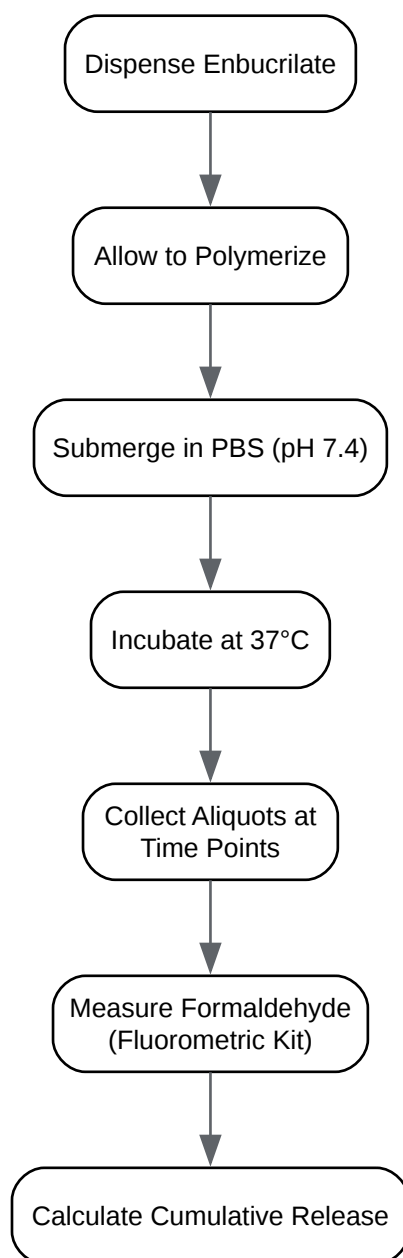 Dispense Enbucrilate
Allow to Polymerize
Submerge in PBS (pH 7.4)
Incubate at 37°C
Collect Aliquots at
Time Points
Measure Formaldehyde
(Fluorometric Kit)
Calculate Cumulative Release